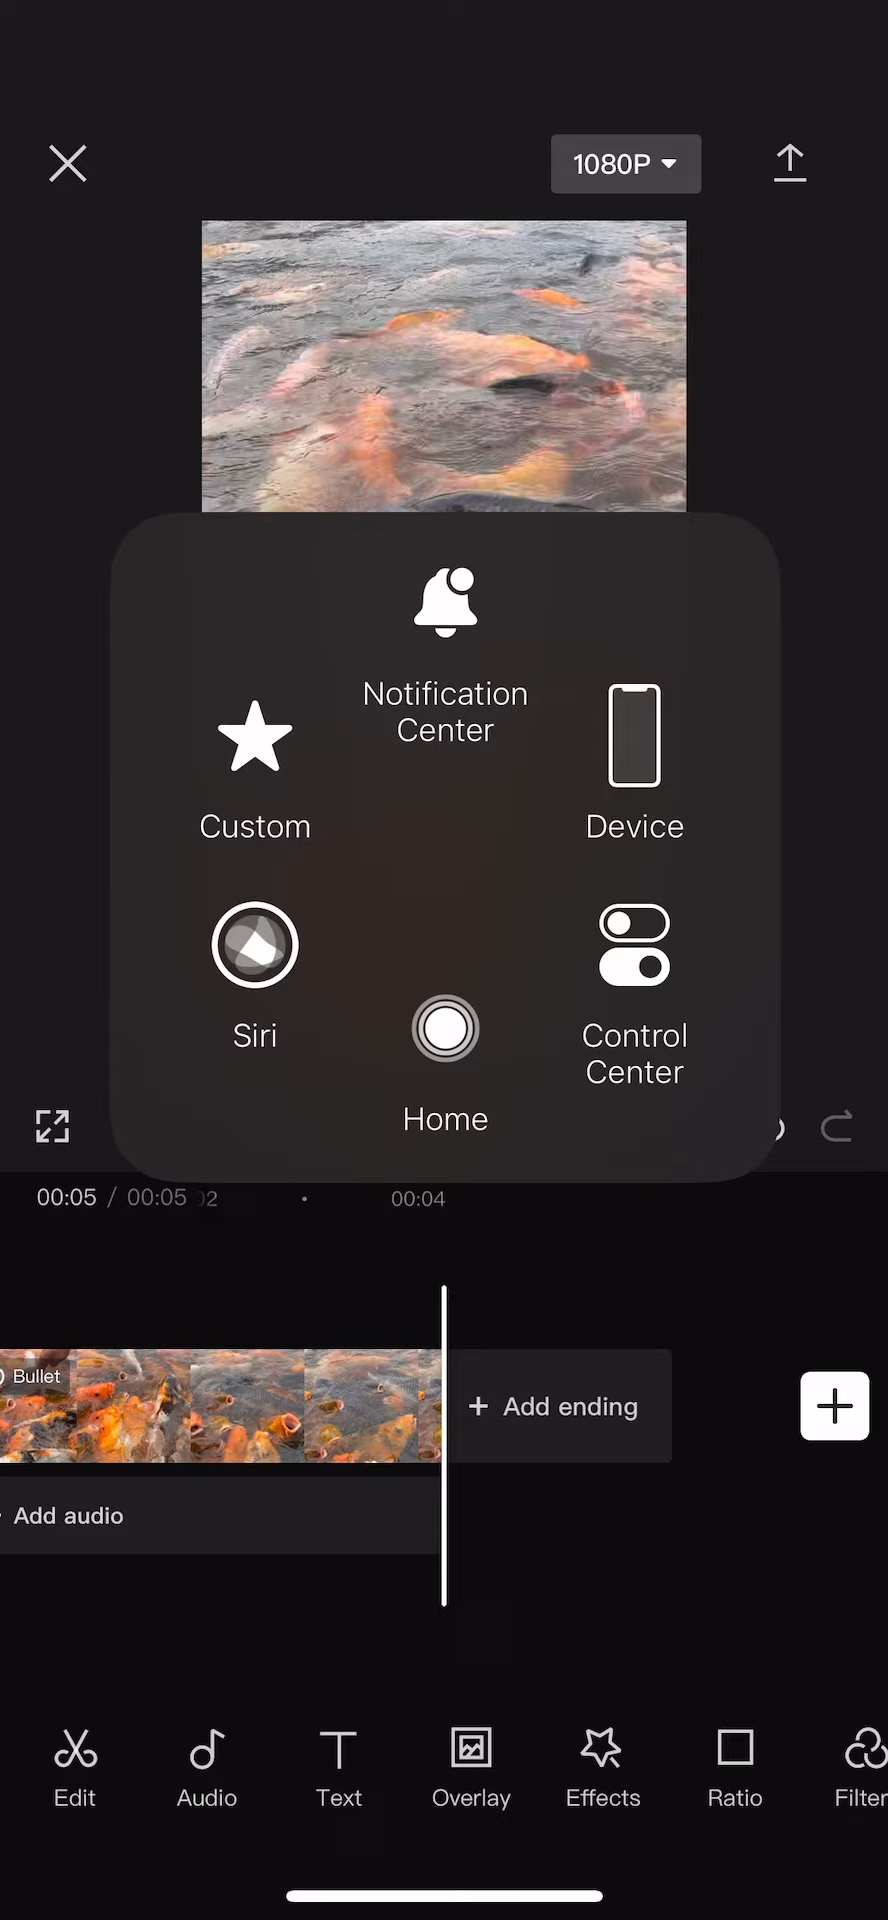 1080P
Notification
Center
Custom
Device
Siri
Control
Center
Home
00:05 / 00:05
00:04
Bullet
+ Add ending
Add audio
Edit
Audio
Text
Overlay
Effects
Ratio
Filter